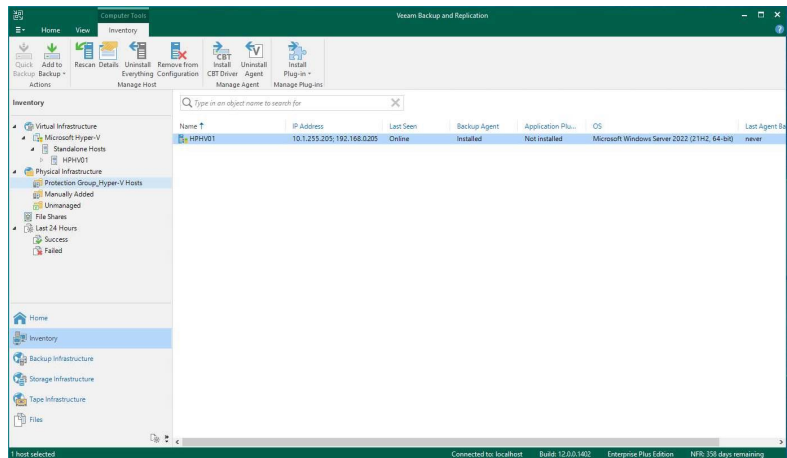 Computer Tools
Veeam Backup and Replication
Home View Inventory
Quick Backup
Add to Backup
Rescan
Details
Uninstall Everything
Remove from Configuration
Install CBT Driver
Uninstall Agent
Install Plug-in
CBT
Actions
Manage Host
Manage Agent
Manage Plug-ins
Inventory
Type in an object name to search for
Virtual Infrastructure
Microsoft Hyper-V
Standalone Hosts
HPHV01
Physical Infrastructure
Protection Group_Hyper-V Hosts
Manually Added
Unmanaged
File Shares
Last 24 Hours
Success
Failed
Name IP Address Last Seen Backup Agent Application Plu... OS Last Agent Ba
HPHV01 10.1.255.205; 192.168.0.205 Online Installed Not installed Microsoft Windows Server 2022 (21H2, 64-bit) never
Home
Inventory
Backup Infrastructure
Storage Infrastructure
Tape Infrastructure
Files
1 host selected
Connected to: localhost Build: 12.0.0.1402 Enterprise Plus Edition NFR: 358 days remaining